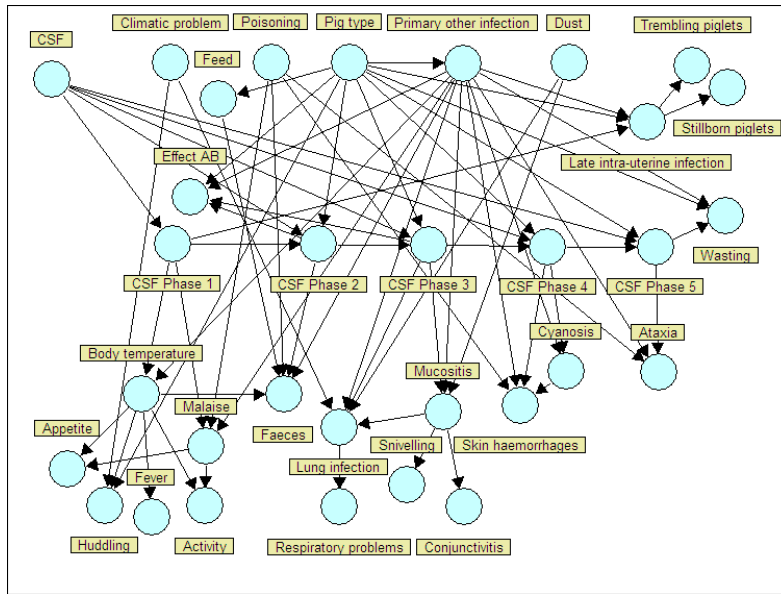 Climatic problem
Poisoning
Pig type
Primary other infection
Dust
Trembling piglets
CSF
Feed
Stillborn piglets
Effect AB
Late intra-uterine infection
Wasting
CSF Phase 1
CSF Phase 2
CSF Phase 3
CSF Phase 4
CSF Phase 5
Cyanosis
Ataxia
Body temperature
Mucositis
Malaise
Appetite
Faeces
Snivelling
Skin haemorrhages
Lung infection
Fever
Huddling
Activity
Respiratory problems
Conjunctivitis